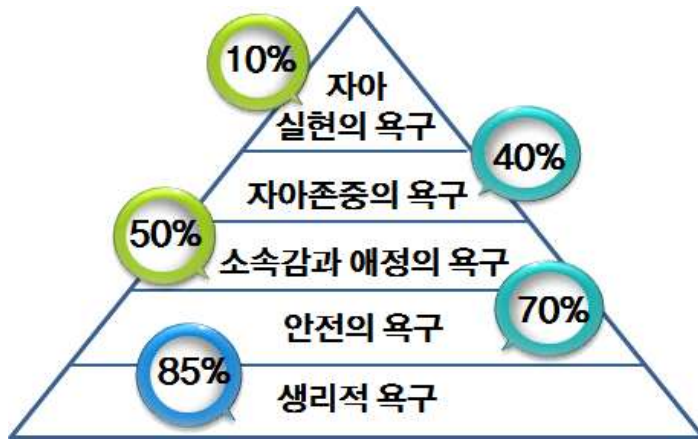 10%
자아
실현의 욕구
40%
자아존중의 욕구
50%
소속감과 애정의 욕구
70%
안전의 욕구
85%
생리적 욕구